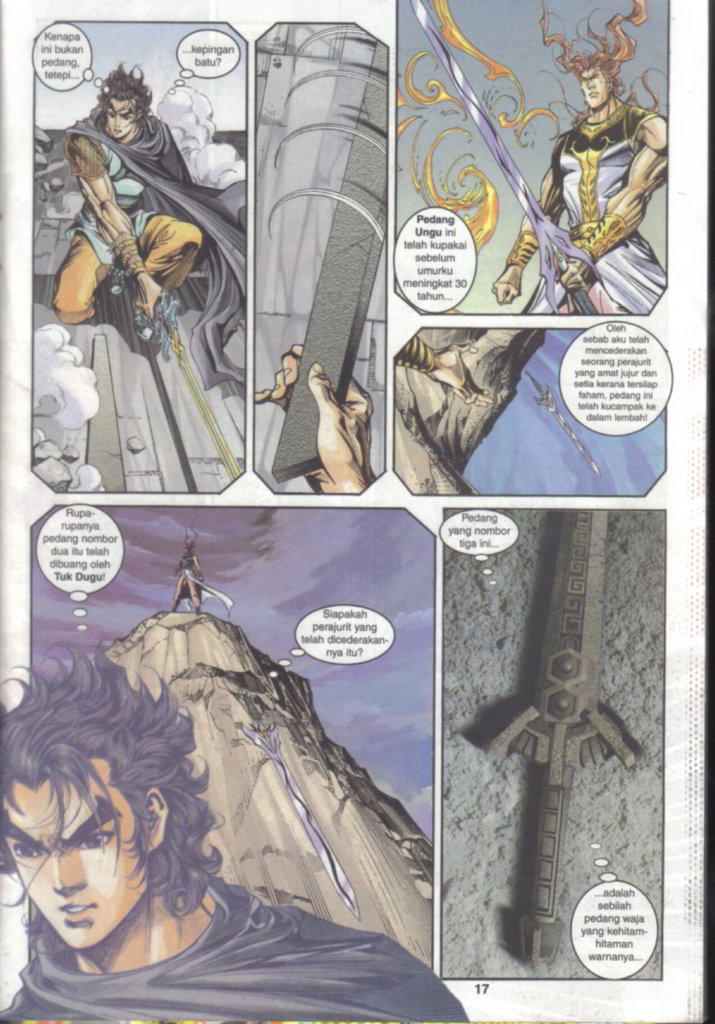 Kenapa
ini bukan
pedang,
tetepi...
...kepingan
batu?
Pedang
Ungu ini
telah kupakai
sebelum
umurku
meningkat 30
tahun...
Oleh
sebab aku telah
mencederakan
seorang perajurit
yang amat jujur dan
setia kerana tersilap
faham, pedang ini
telah kucampak ke
dalam lembah!
Rupa-
rupanya
pedang nombor
dua itu telah
dibuang oleh
Tuk Dugu!
Siapakah
perajurit yang
telah dicederakan-
nya itu?
Pedang
yang nombor
tiga ini...
...adalah
sebilah
pedang waja
yang kehitam-
hitaman
warnanya...
17